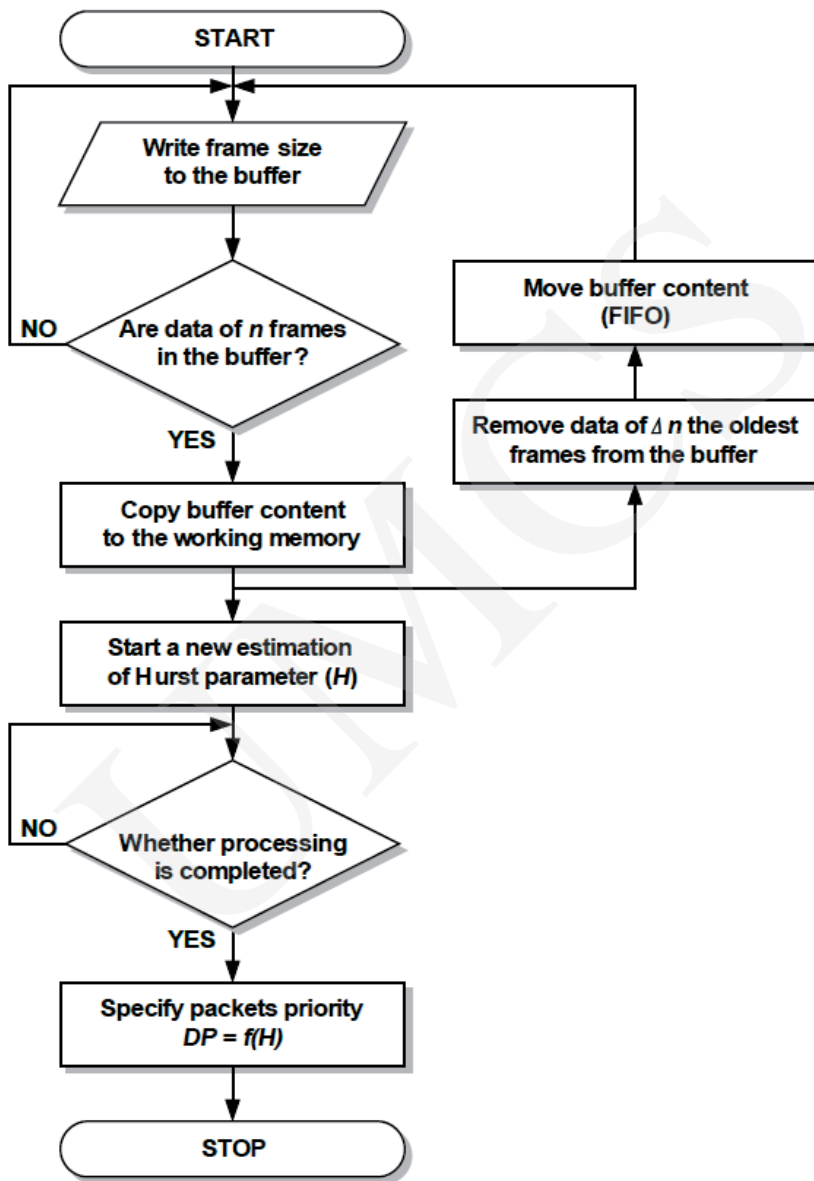 START
Write frame size
to the buffer
NO
Are data of n frames
in the buffer?
YES
Move buffer content
(FIFO)
Remove data of Δ n the oldest
frames from the buffer
Copy buffer content
to the working memory
Start a new estimation
of Hurst parameter (H)
NO
Whether processing
is completed?
YES
Specify packets priority
DP = f(H)
STOP
UMCS